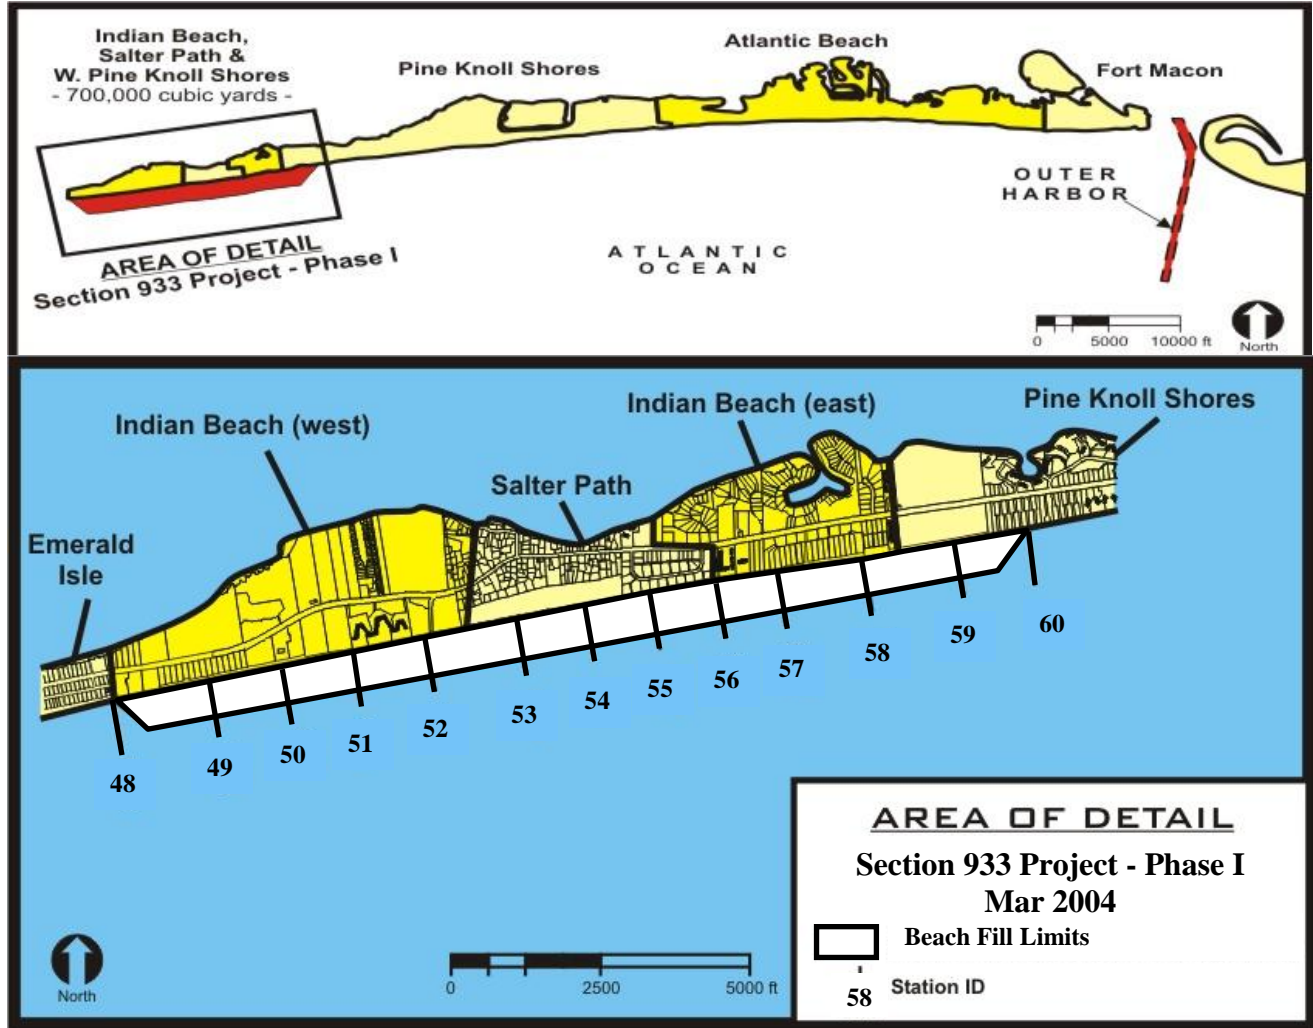 Indian Beach,
Salter Path &
W. Pine Knoll Shores
- 700,000 cubic yards -
Pine Knoll Shores
Atlantic Beach
Fort Macon
OUTER
HARBOR
ATLANTIC
OCEAN
AREA OF DETAIL
Section 933 Project - Phase I
0 5000 10000 ft
North
Indian Beach (west)
Indian Beach (east)
Pine Knoll Shores
Salter Path
Emerald
Isle
48
49
50
51
52
53
54
55
56
57
58
59
60
AREA OF DETAIL
Section 933 Project - Phase I
Mar 2004
Beach Fill Limits
58 Station ID
North
0 2500 5000 ft